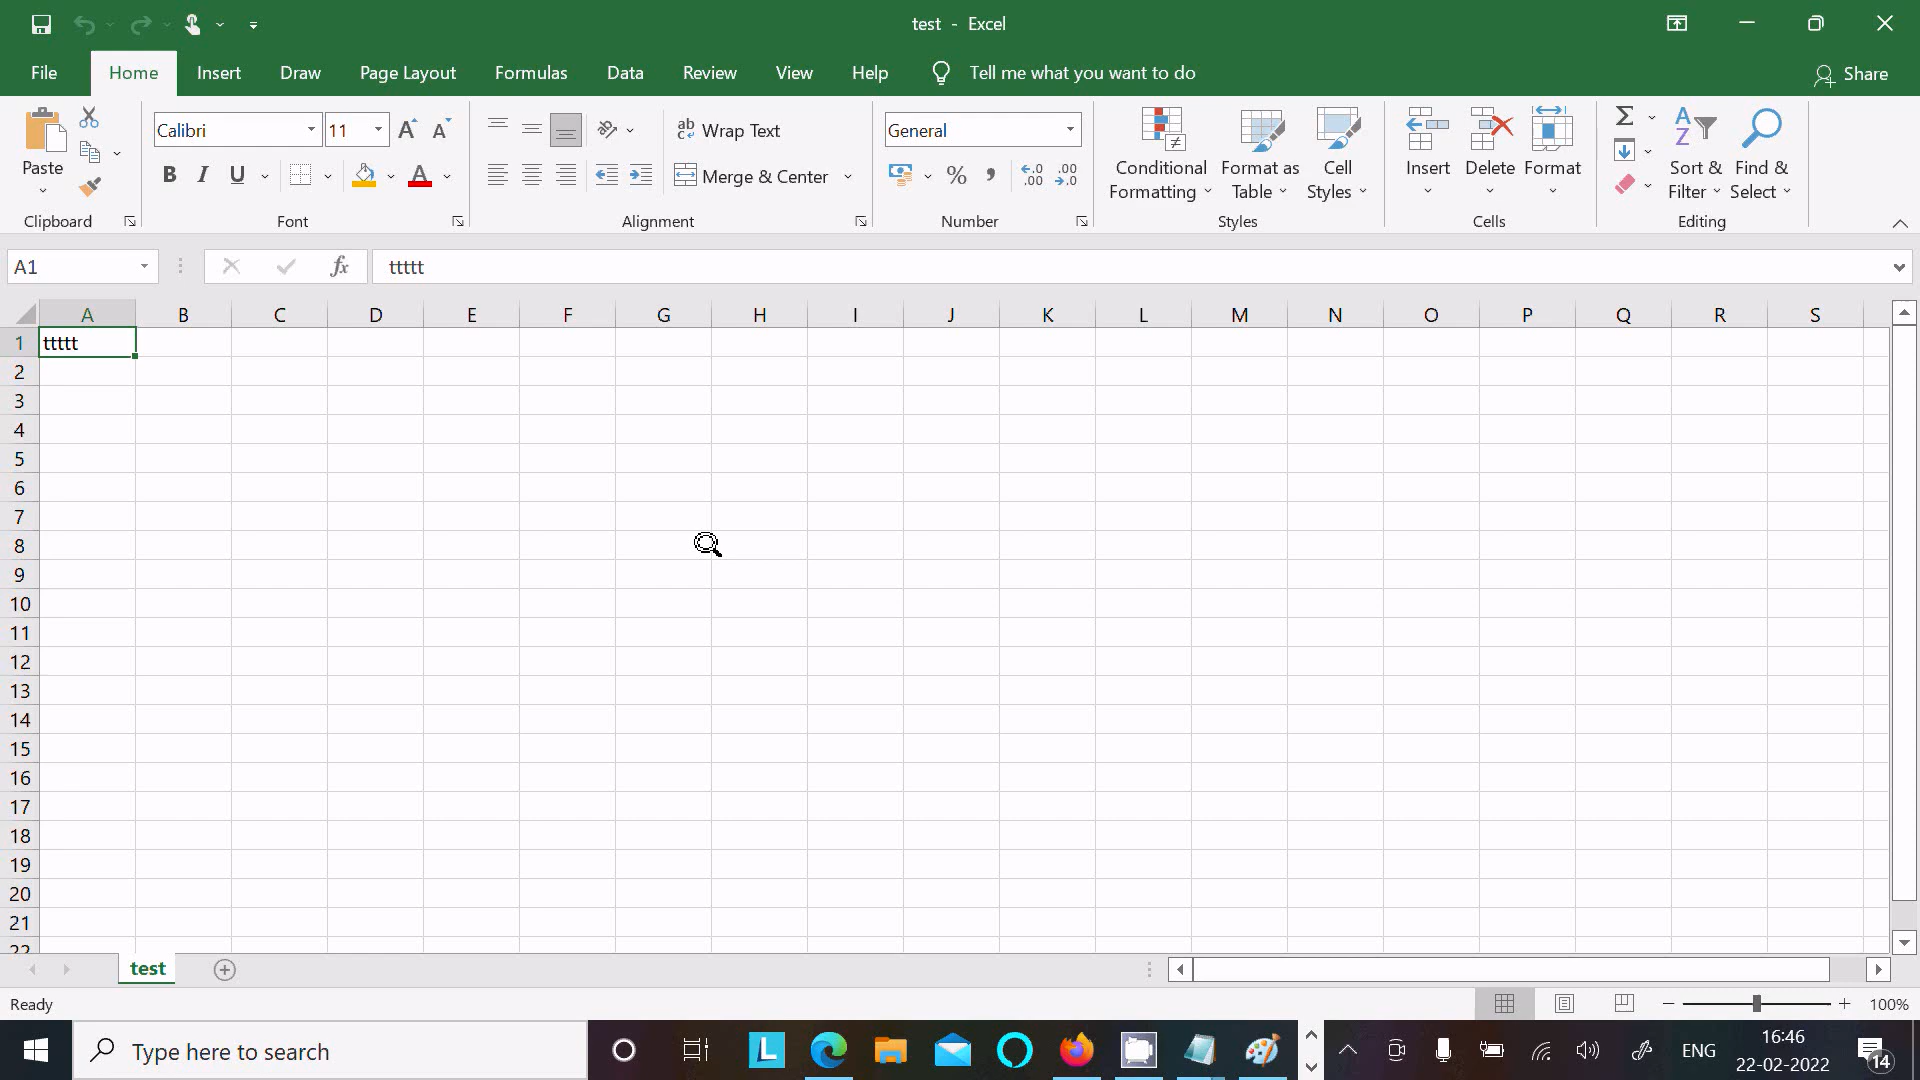 test - Excel
File Home Insert Draw Page Layout Formulas Data Review View Help Tell me what you want to do Share
Calibri 11 ab Wrap Text General
Paste B I U A Merge & Center % Conditional Formatting Format as Table Cell Styles Insert Delete Format Sort & Filter Find & Select
Clipboard Font Alignment Number Styles Cells Editing
A1 fx ttttt
A B C D E F G H I J K L M N O P Q R S
1 ttttt
2
3
4
5
6
7
8
9
10
11
12
13
14
15
16
17
18
19
20
21
22
test
Ready 100%
Type here to search L ENG 16:46
22-02-2022 14